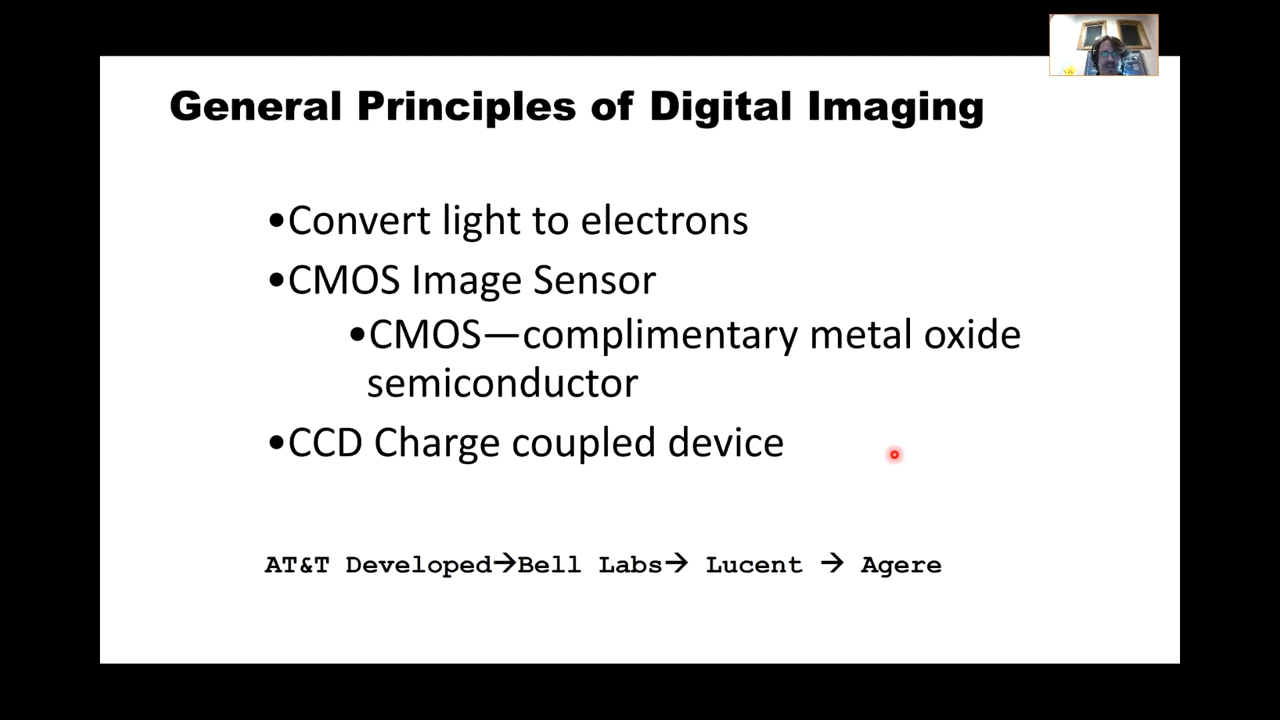 General Principles of Digital Imaging
•Convert light to electrons
•CMOS Image Sensor
•CMOS—complimentary metal oxide
semiconductor
•CCD Charge coupled device
AT&T Developed→Bell Labs→ Lucent → Agere